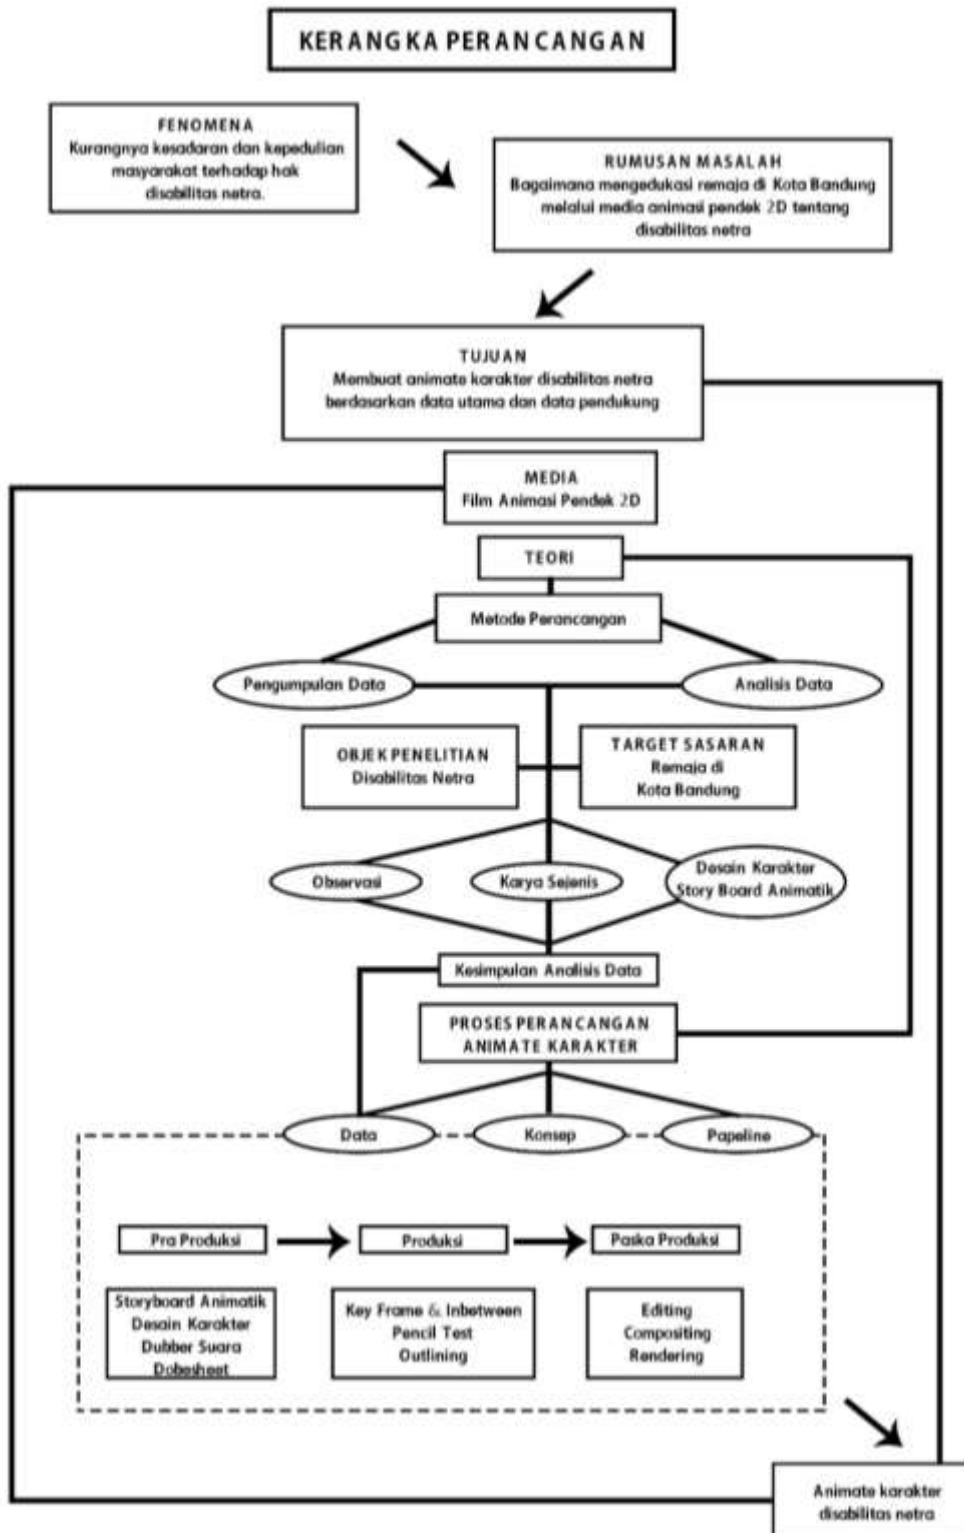 KERANGKA PERANCANGAN
FENOMENA
Kurangnya kesadaran dan kepedulian
masyarakat terhadap hak
disabilitas netra.
RUMUSAN MASALAH
Bagaimana mengedukasi remaja di Kota Bandung
melalui media animasi pendek 2D tentang
disabilitas netra
TUJUAN
Membuat animate karakter disabilitas netra
berdasarkan data utama dan data pendukung
MEDIA
Film Animasi Pendek 2D
TEORI
Metode Perancangan
Pengumpulan Data
Analisis Data
OBJEK PENELITIAN
Disabilitas Netra
TARGET SASARAN
Remaja di
Kota Bandung
Observasi
Karya Sejenis
Desain Karakter
Story Board Animatik
Kesimpulan Analisis Data
PROSES PERANCANGAN
ANIMATE KARAKTER
Data
Konsep
Papeline
Pra Produksi
Produksi
Paska Produksi
Storyboard Animatik
Desain Karakter
Dubber Suara
Dobesheet
Key Frame & Inbetween
Pencil Test
Outlining
Editing
Compositing
Rendering
Animate karakter
disabilitas netra